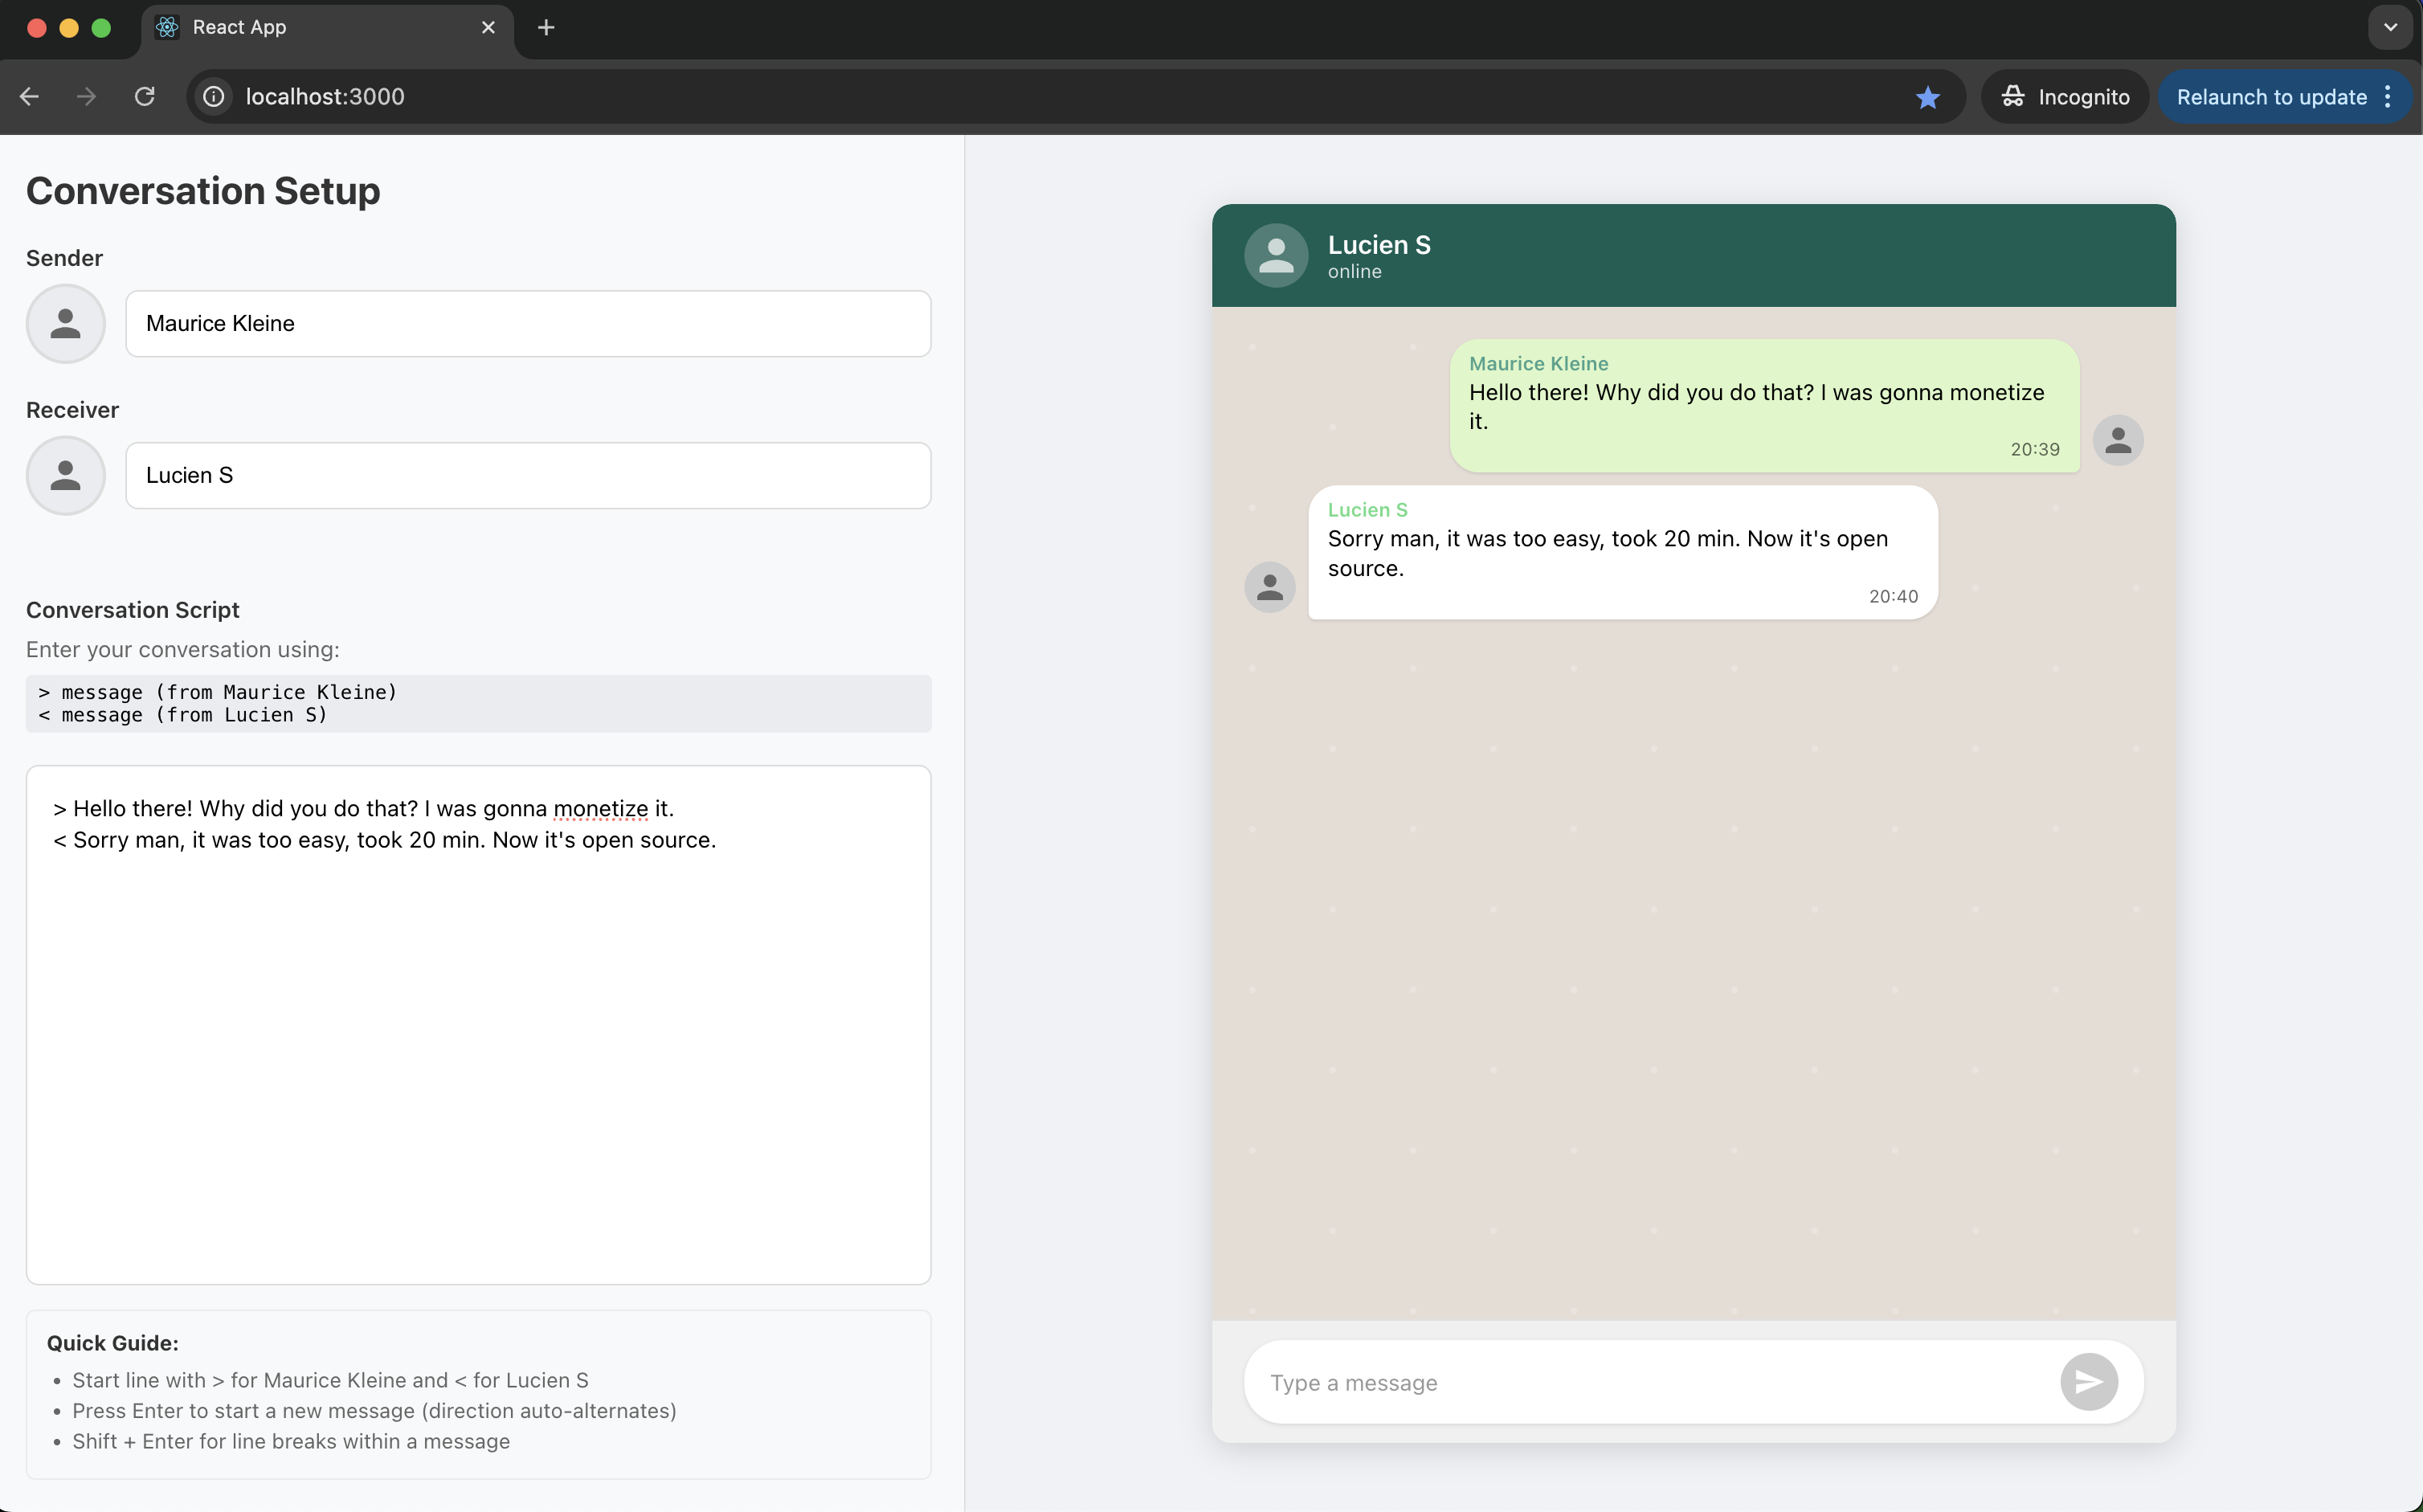 React App
localhost:3000
Incognito
Relaunch to update
Conversation Setup
Sender
Maurice Kleine
Receiver
Lucien S
Conversation Script
Enter your conversation using:
> message (from Maurice Kleine)
< message (from Lucien S)
> Hello there! Why did you do that? I was gonna monetize it.
< Sorry man, it was too easy, took 20 min. Now it's open source.
Quick Guide:
• Start line with > for Maurice Kleine and < for Lucien S
• Press Enter to start a new message (direction auto-alternates)
• Shift + Enter for line breaks within a message
Lucien S
online
Maurice Kleine
Hello there! Why did you do that? I was gonna monetize
it.
20:39
Lucien S
Sorry man, it was too easy, took 20 min. Now it's open
source.
20:40
Type a message